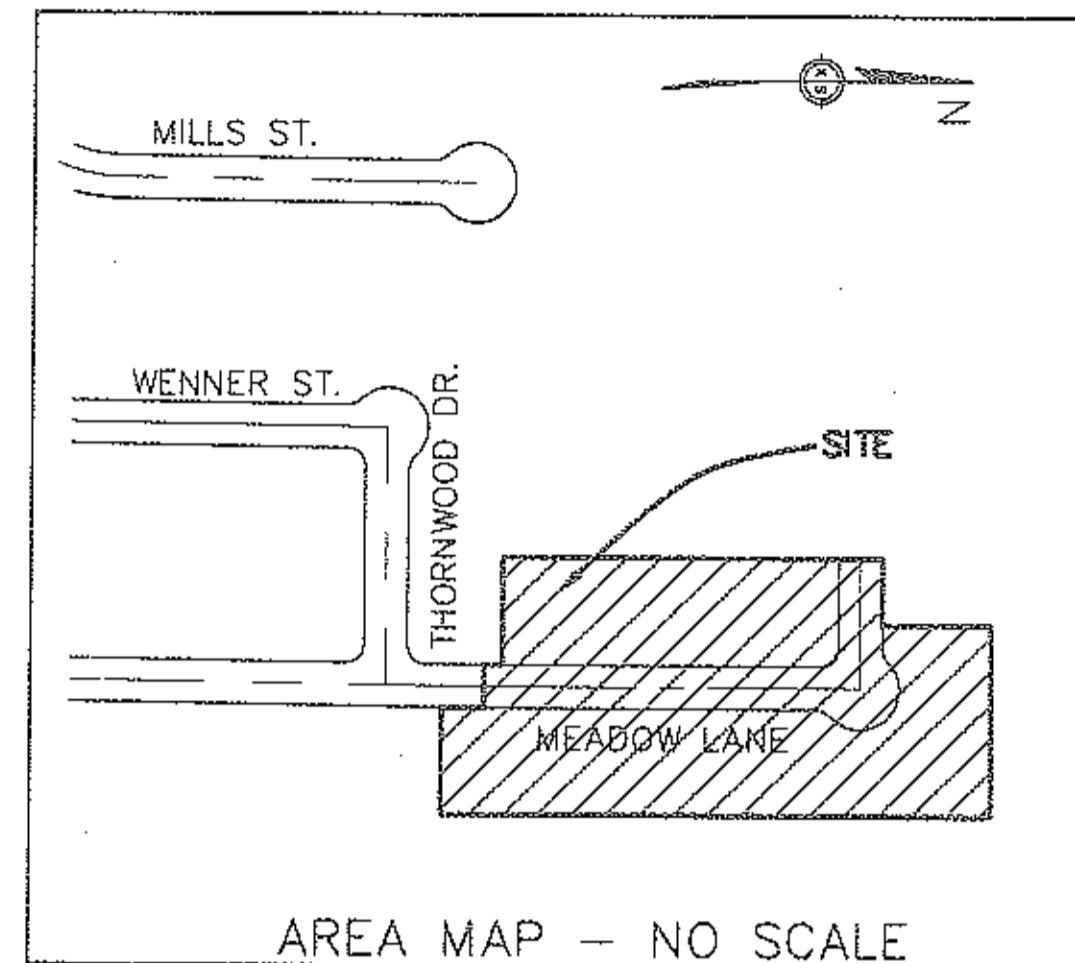 MILLS ST.
N
WENNER ST.
THORNWOOD DR.
SITE
MEADOW LANE
AREA MAP – NO SCALE